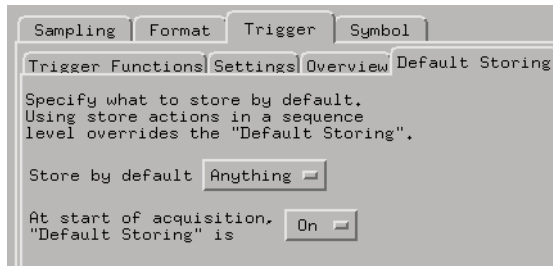 Sampling Format Trigger Symbol
Trigger Functions Settings Overview Default Storing
Specify what to store by default.
Using store actions in a sequence
level overrides the "Default Storing".
Store by default Anything
At start of acquisition,
"Default Storing" is On